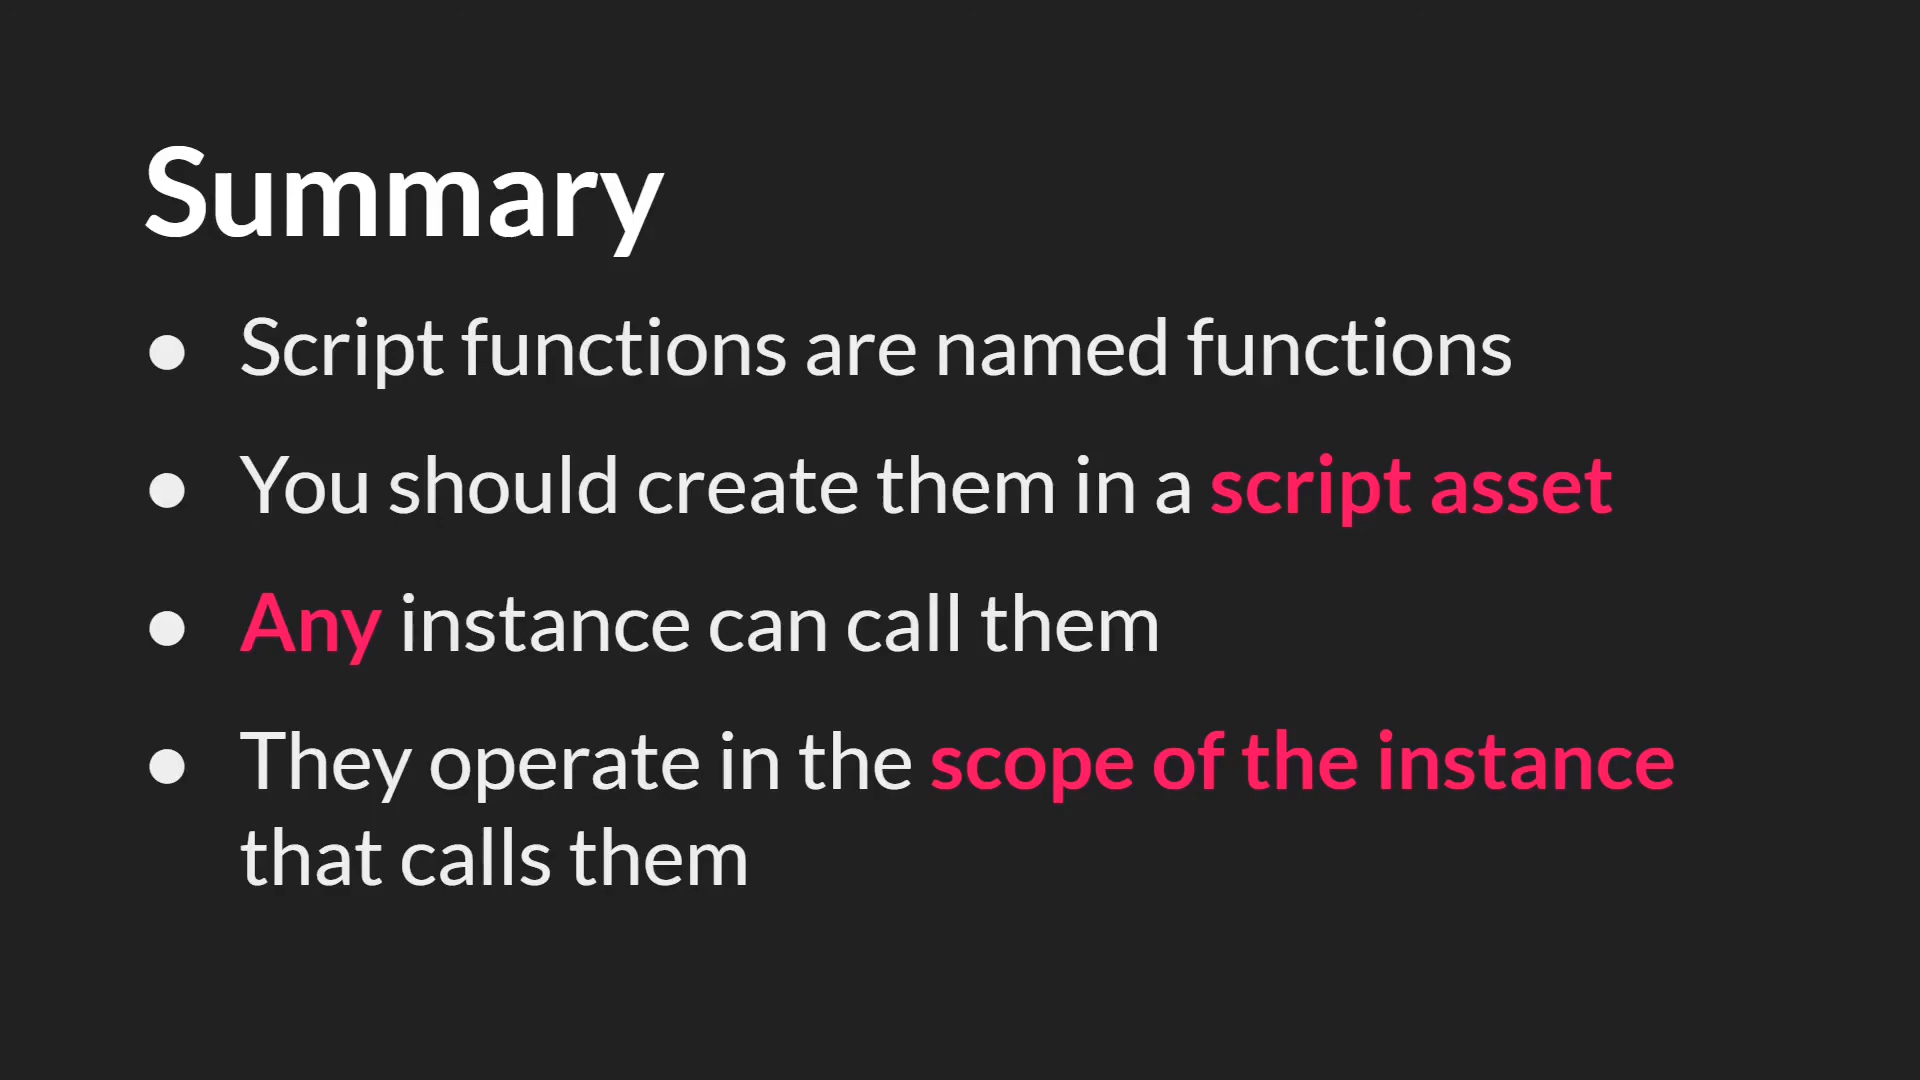 Summary
● Script functions are named functions
● You should create them in a script asset
● Any instance can call them
● They operate in the scope of the instance
that calls them